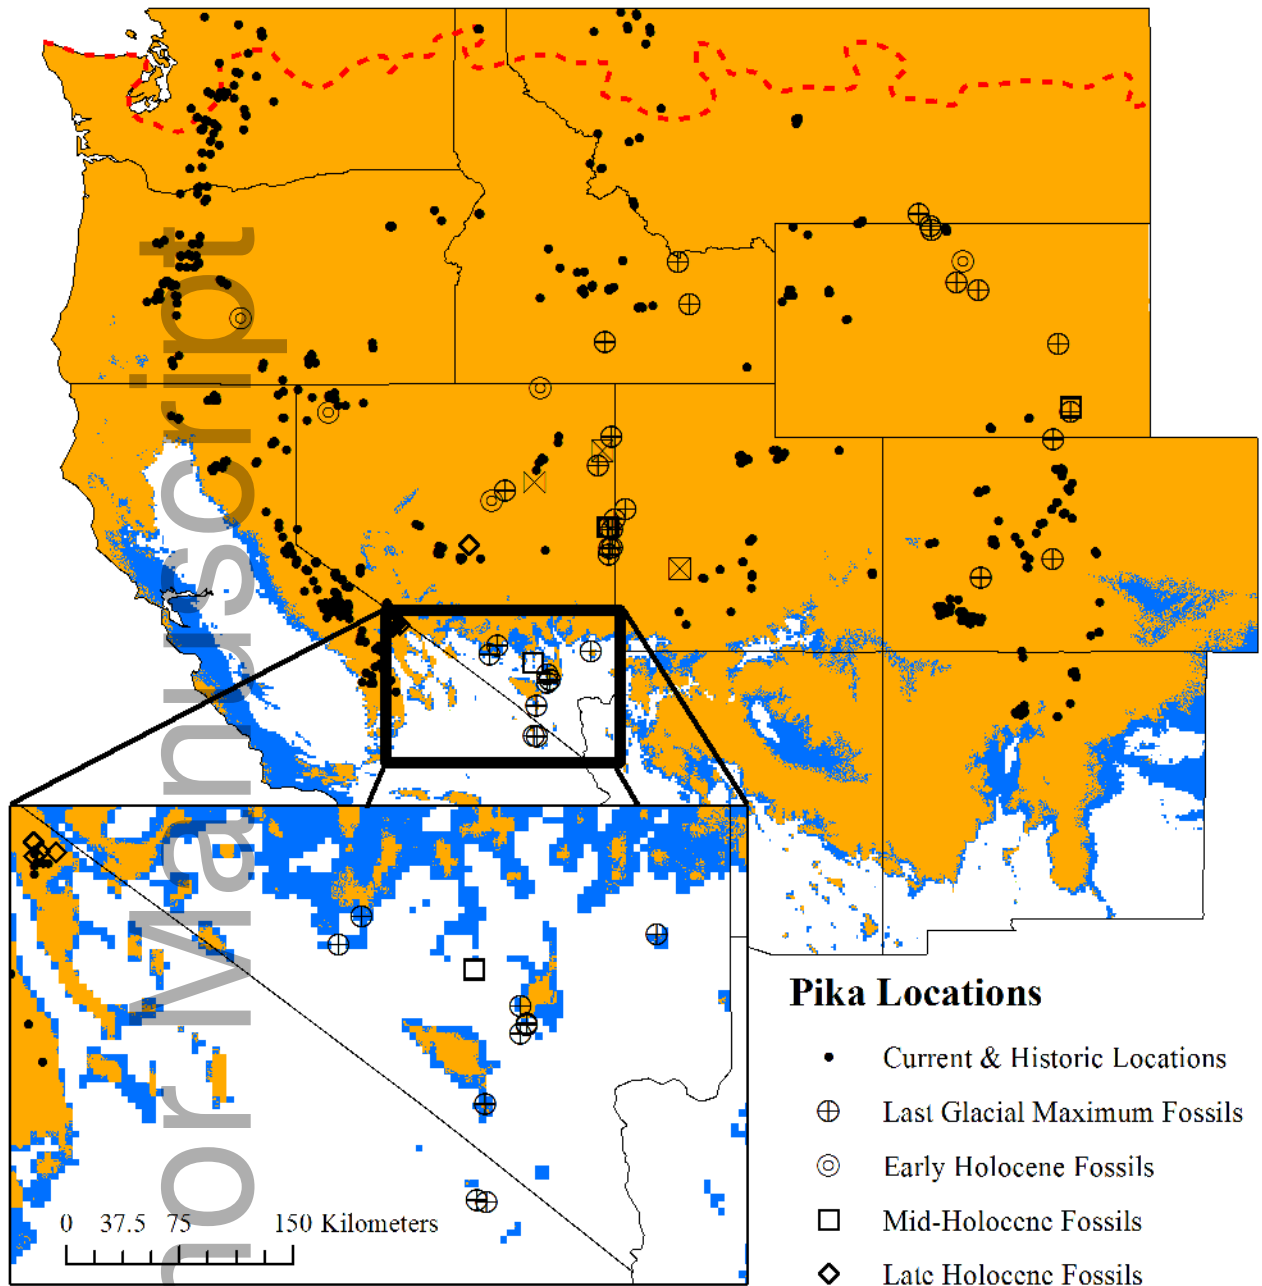 nor Manuscript
0 37.5 75 150 Kilometers
Pika Locations
Current & Historic Locations
Last Glacial Maximum Fossils
Early Holocene Fossils
Mid-Holocene Fossils
Late Holocene Fossils